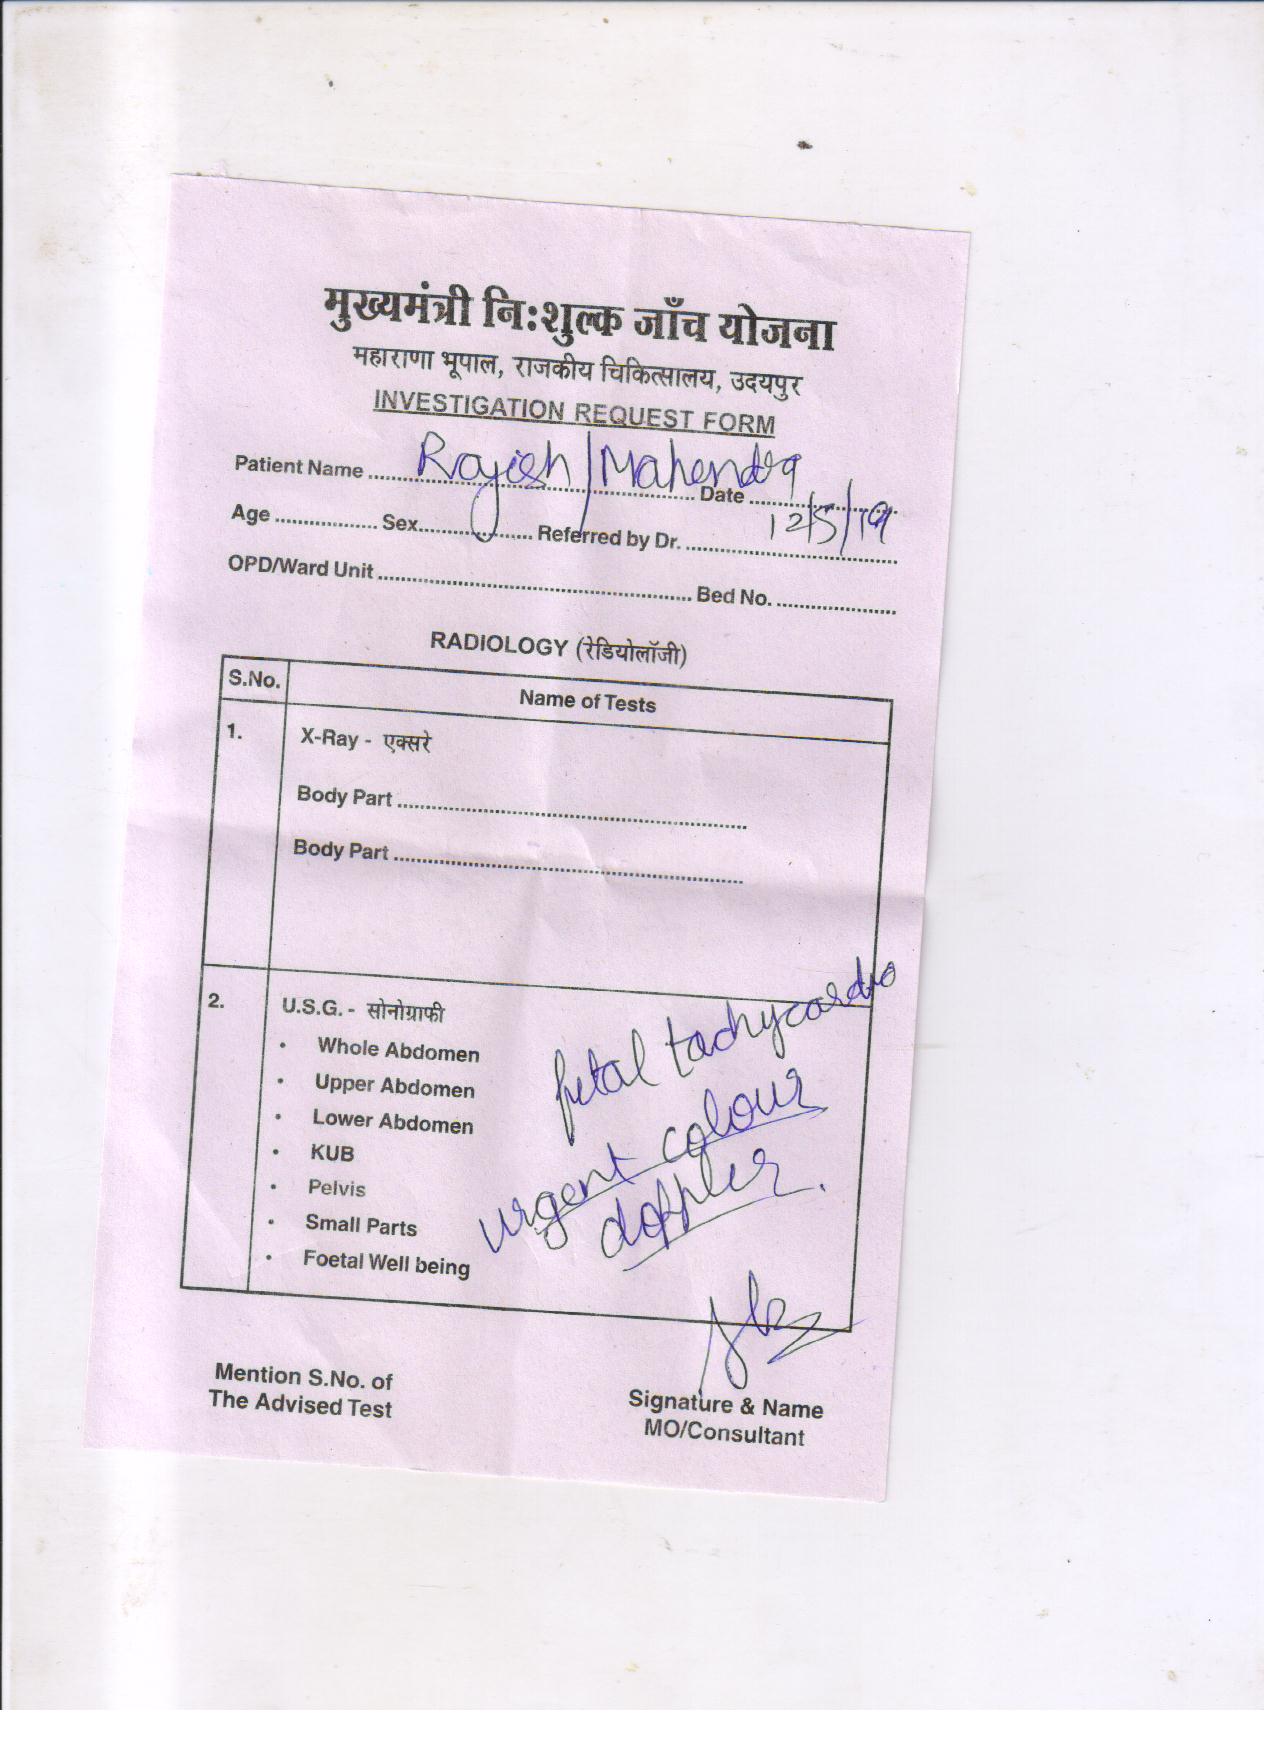 मुख्यमंत्री निःशुल्क जाँच योजना
महाराणा भूपाल, राजकीय चिकित्सालय, उदयपुर
INVESTIGATION REQUEST FORM
Patient Name Rajesh/Mahendra Date 12/5/19
Age Sex Referred by Dr.
OPD/Ward Unit Bed No.
RADIOLOGY (रेडियोलॉजी)
S.No. Name of Tests
1. X-Ray - एक्सरे
Body Part
Body Part
2. U.S.G. - सोनोग्राफी
• Whole Abdomen
• Upper Abdomen
• Lower Abdomen
• KUB
• Pelvis
• Small Parts
• Foetal Well being
fetal tachycardia
urgent colour
doppler.
Mention S.No. of
The Advised Test
Signature & Name
MO/Consultant